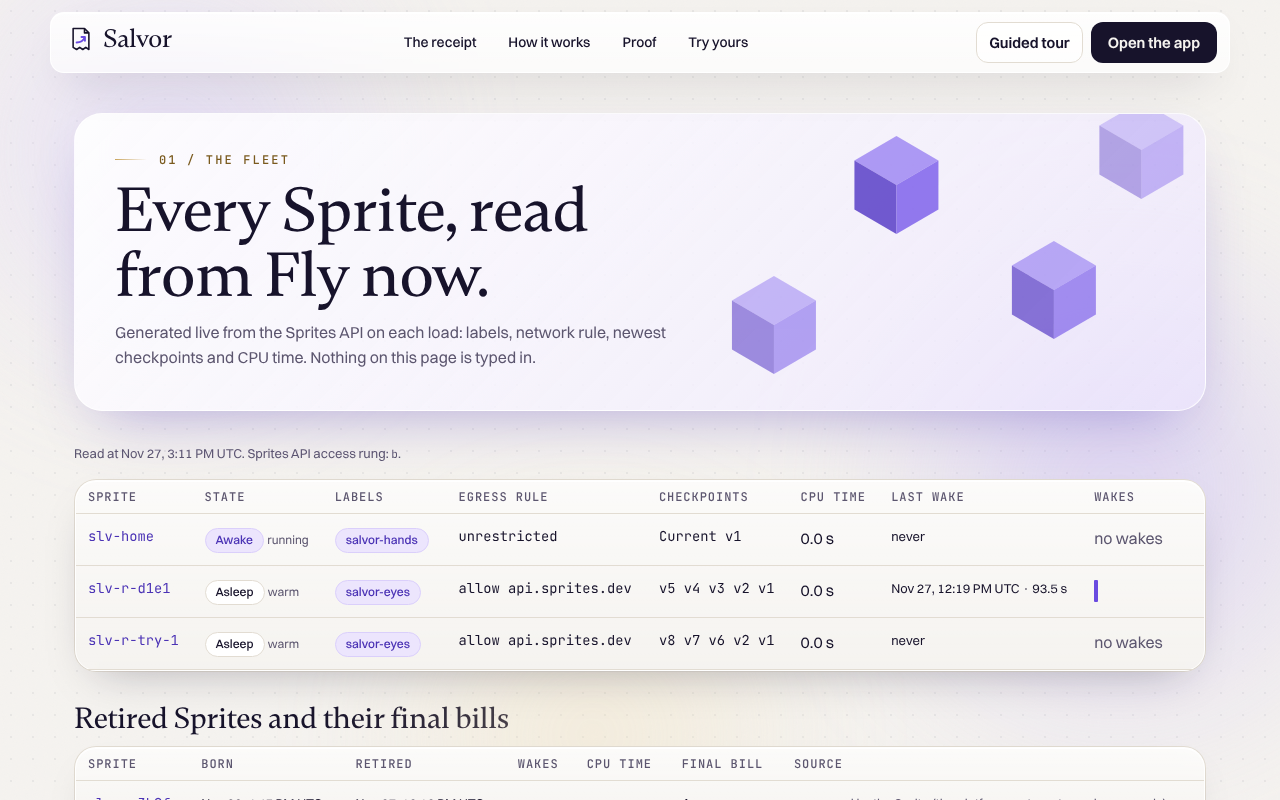 Salvor
The receipt How it works Proof Try yours
Guided tour Open the app
01 / THE FLEET
Every Sprite, read
from Fly now.
Generated live from the Sprites API on each load: labels, network rule, newest
checkpoints and CPU time. Nothing on this page is typed in.
Read at Nov 27, 3:11 PM UTC. Sprites API access rung: b.
SPRITE STATE LABELS EGRESS RULE CHECKPOINTS CPU TIME LAST WAKE WAKES
slv-home Awake running salvor-hands unrestricted Current v1 0.0 s never no wakes
slv-r-d1e1 Asleep warm salvor-eyes allow api.sprites.dev v5 v4 v3 v2 v1 0.0 s Nov 27, 12:19 PM UTC · 93.5 s
slv-r-try-1 Asleep warm salvor-eyes allow api.sprites.dev v8 v7 v6 v2 v1 0.0 s never no wakes
Retired Sprites and their final bills
SPRITE BORN RETIRED WAKES CPU TIME FINAL BILL SOURCE